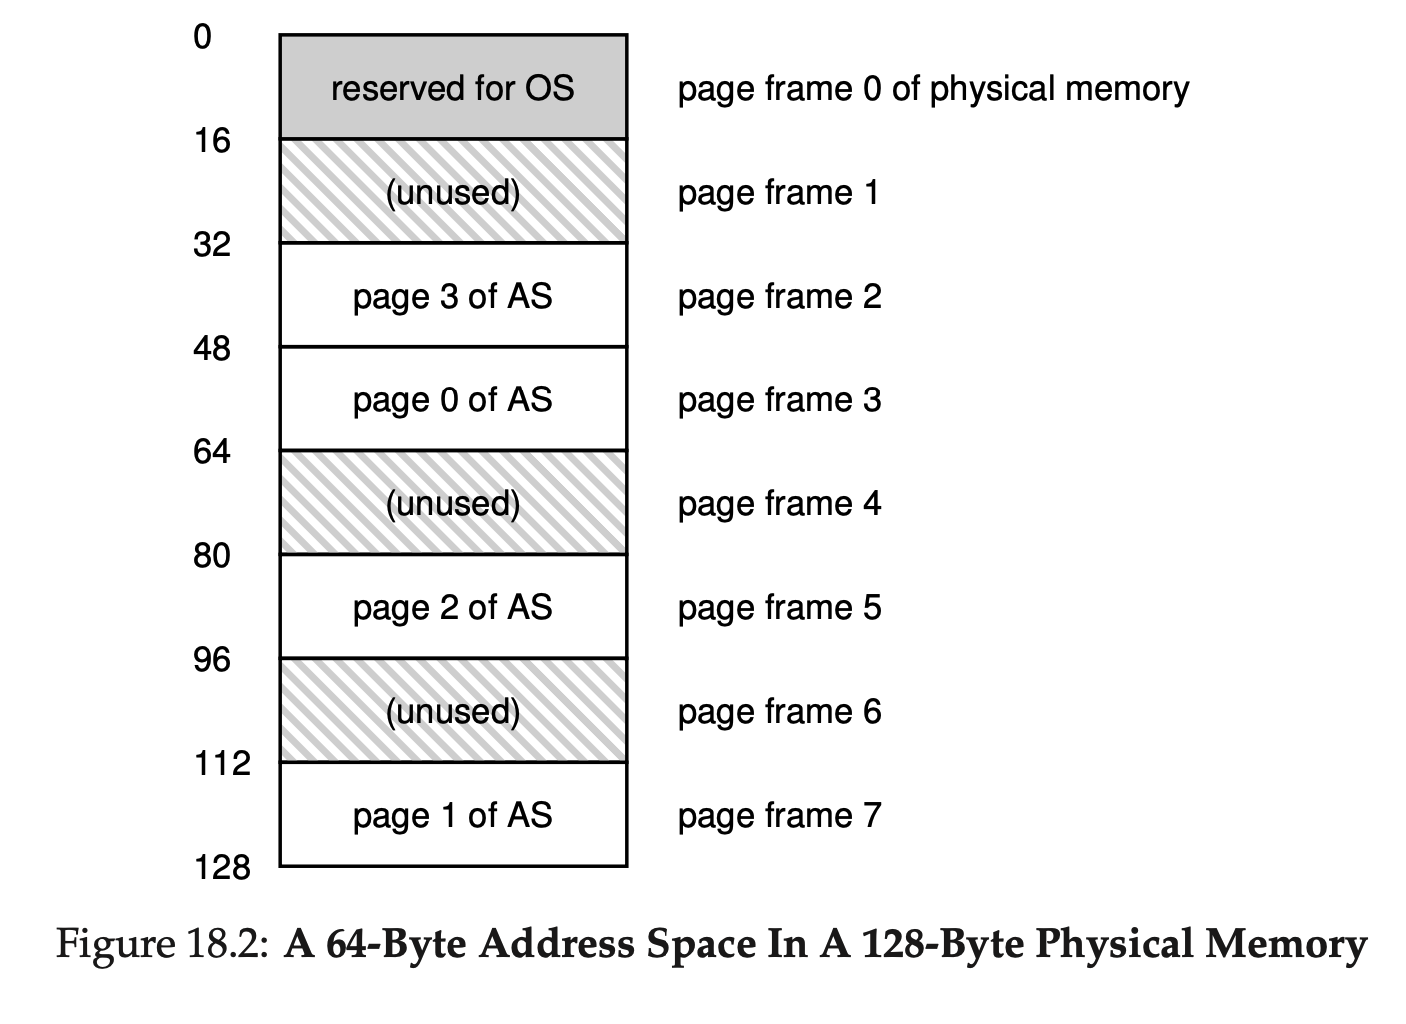 0
reserved for OS page frame 0 of physical memory
16
(unused) page frame 1
32
page 3 of AS page frame 2
48
page 0 of AS page frame 3
64
(unused) page frame 4
80
page 2 of AS page frame 5
96
(unused) page frame 6
112
page 1 of AS page frame 7
128
Figure 18.2: A 64-Byte Address Space In A 128-Byte Physical Memory